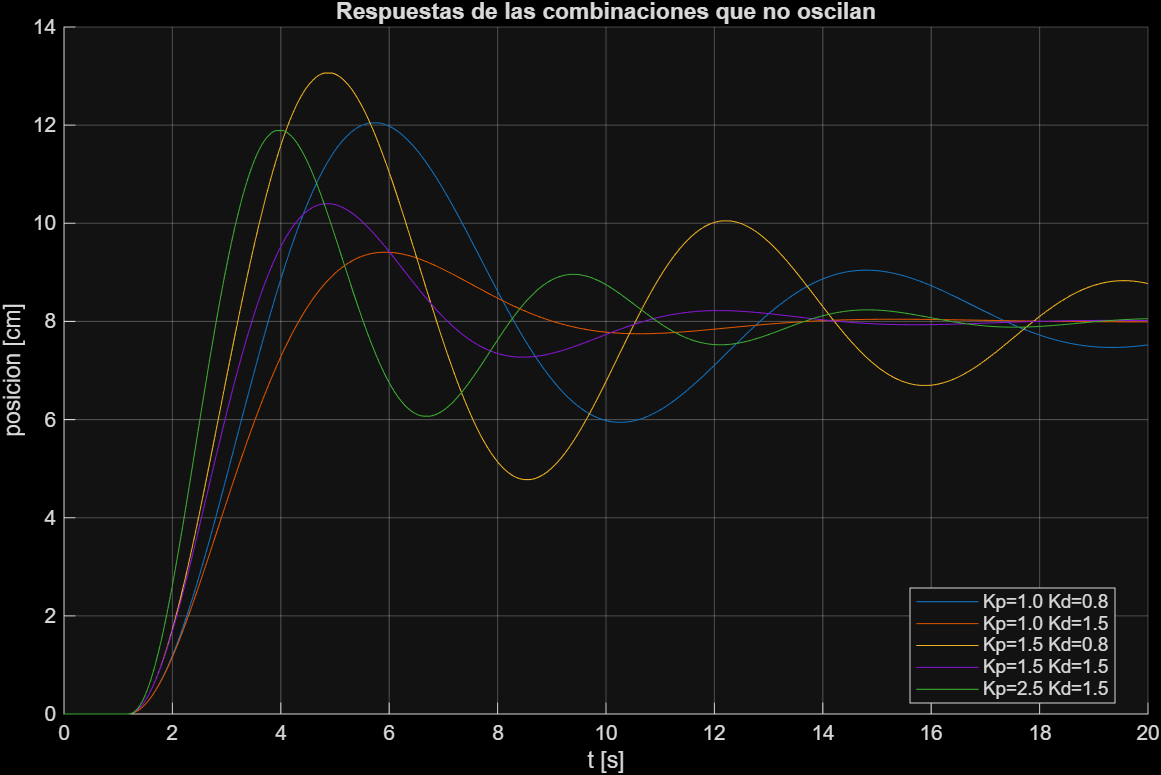 Respuestas de las combinaciones que no oscilan
14
12
10
8
6
4
2
0
posicion [cm]
0 2 4 6 8 10 12 14 16 18 20
t [s]
Kp=1.0 Kd=0.8
Kp=1.0 Kd=1.5
Kp=1.5 Kd=0.8
Kp=1.5 Kd=1.5
Kp=2.5 Kd=1.5